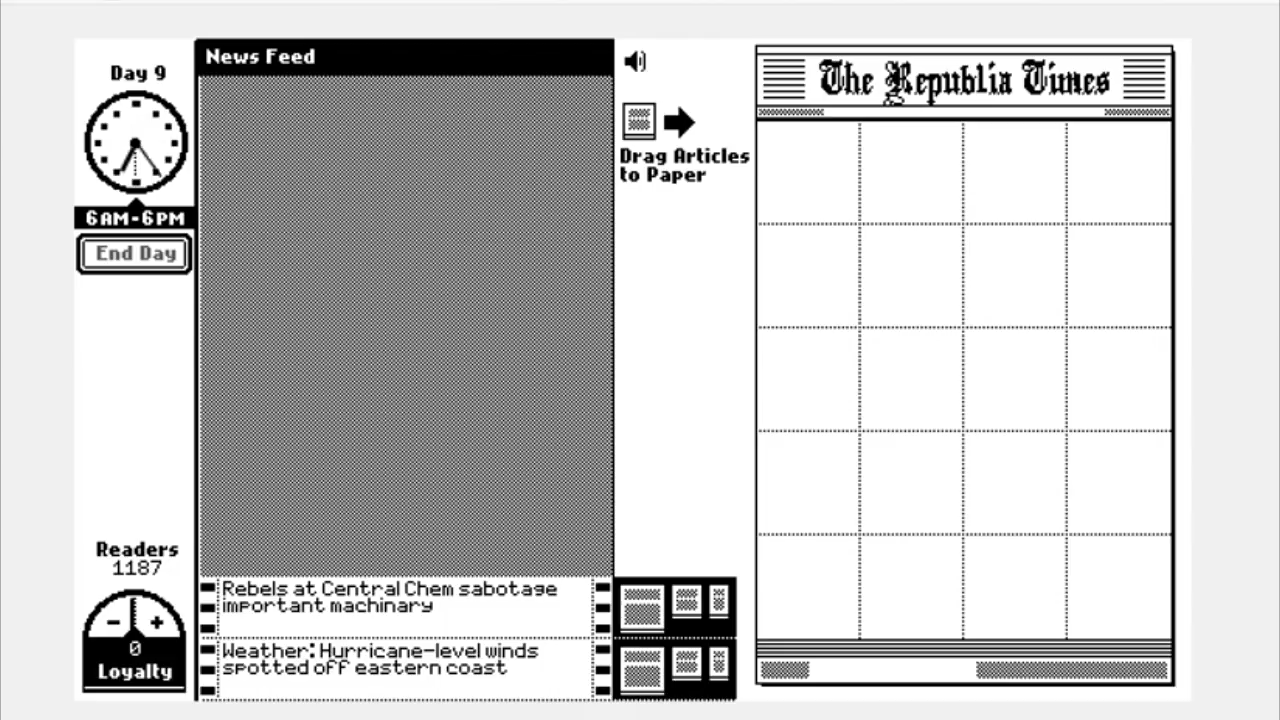 Day 9
6AM-6PM
End Day
Readers
1187
- +
0
Loyalty
News Feed
Rebels at Central Chem sabotage
important machinary
Weather: Hurricane-level winds
spotted off eastern coast
Drag Articles
to Paper
The Republia Times